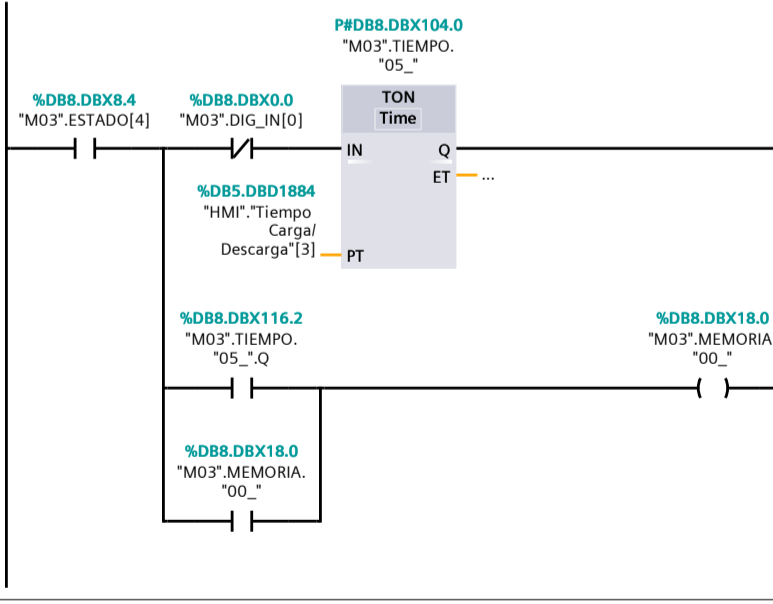 P#DB8.DBX104.0
"M03".TIEMPO.
"05_"
%DB8.DBX8.4
"M03".ESTADO[4]
%DB8.DBX0.0
"M03".DIG_IN[0]
TON
Time
IN
Q
ET
...
%DB5.DBD1884
"HMI"."Tiempo
Carga/
Descarga"[3]
PT
%DB8.DBX116.2
"M03".TIEMPO.
"05_".Q
%DB8.DBX18.0
"M03".MEMORIA
"00_"
%DB8.DBX18.0
"M03".MEMORIA.
"00_"